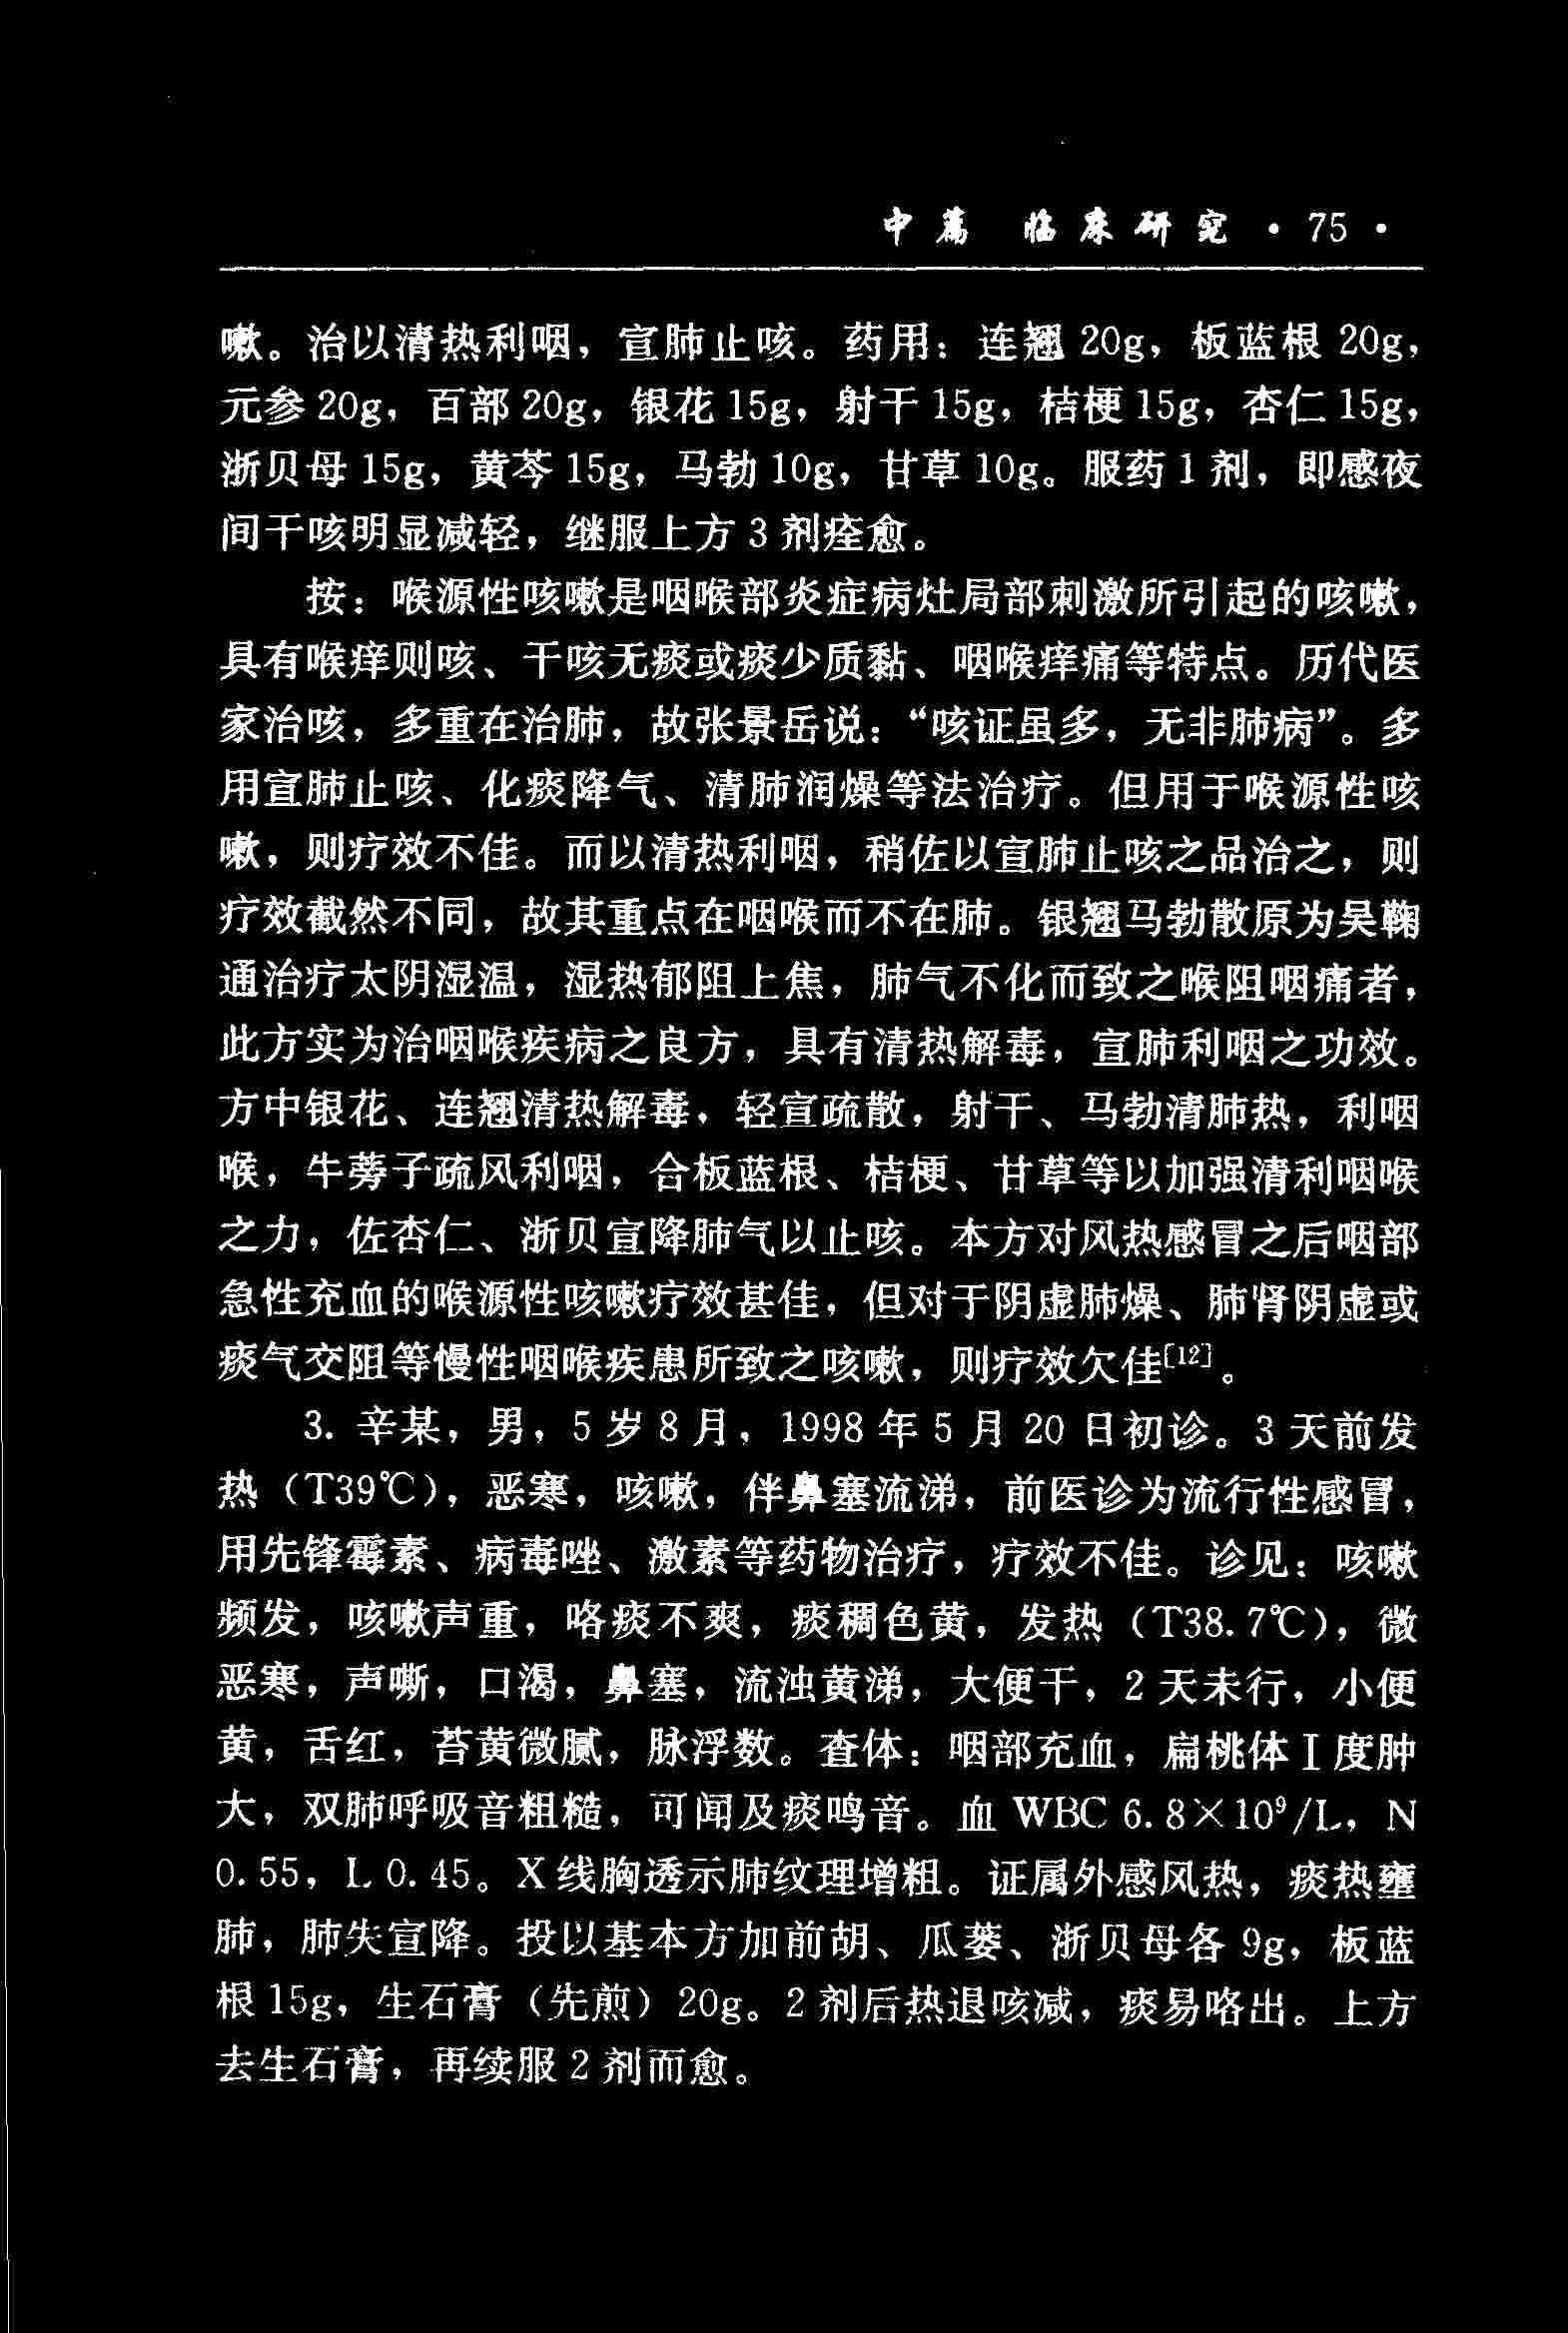 中篇 临床研究 · 75 ·
嗽。治以清热利咽，宣肺止咳。药用：连翘 20g，板蓝根 20g，
元参 20g，百部 20g，银花 15g，射干 15g，桔梗 15g，杏仁 15g，
浙贝母 15g，黄芩 15g，马勃 10g，甘草 10g。服药 1 剂，即感夜
间干咳明显减轻，继服上方 3 剂痊愈。
按：喉源性咳嗽是咽喉部炎症病灶局部刺激所引起的咳嗽，
具有喉痒则咳、干咳无痰或痰少质黏、咽喉痒痛等特点。历代医
家治咳，多重在治肺，故张景岳说：“咳证虽多，无非肺病”。多
用宣肺止咳、化痰降气、清肺润燥等法治疗。但用于喉源性咳
嗽，则疗效不佳。而以清热利咽，稍佐以宣肺止咳之品治之，则
疗效截然不同，故其重点在咽喉而不在肺。银翘马勃散原为吴鞠
通治疗太阴湿温，湿热郁阻上焦，肺气不化而致之喉阻咽痛者，
此方实为治咽喉疾病之良方，具有清热解毒，宣肺利咽之功效。
方中银花、连翘清热解毒，轻宣疏散，射干、马勃清肺热，利咽
喉，牛蒡子疏风利咽，合板蓝根、桔梗、甘草等以加强清利咽喉
之力，佐杏仁、浙贝宣降肺气以止咳。本方对风热感冒之后咽部
急性充血的喉源性咳嗽疗效甚佳，但对于阴虚肺燥、肺肾阴虚或
痰气交阻等慢性咽喉疾患所致之咳嗽，则疗效欠佳[12]。
3. 辛某，男，5 岁 8 月，1998 年 5 月 20 日初诊。3 天前发
热（T39℃），恶寒，咳嗽，伴鼻塞流涕，前医诊为流行性感冒，
用先锋霉素、病毒唑、激素等药物治疗，疗效不佳。诊见：咳嗽
频发，咳嗽声重，咯痰不爽，痰稠色黄，发热（T38.7℃），微
恶寒，声嘶，口渴，鼻塞，流浊黄涕，大便干，2 天未行，小便
黄，舌红，苔黄微腻，脉浮数。查体：咽部充血，扁桃体Ⅰ度肿
大，双肺呼吸音粗糙，可闻及痰鸣音。血 WBC 6.8×10⁹/L，N
0.55，L 0.45。X 线胸透示肺纹理增粗。证属外感风热，痰热壅
肺，肺失宣降。投以基本方加前胡、瓜蒌、浙贝母各 9g，板蓝
根 15g，生石膏（先煎）20g。2 剂后热退咳减，痰易咯出。上方
去生石膏，再续服 2 剂而愈。